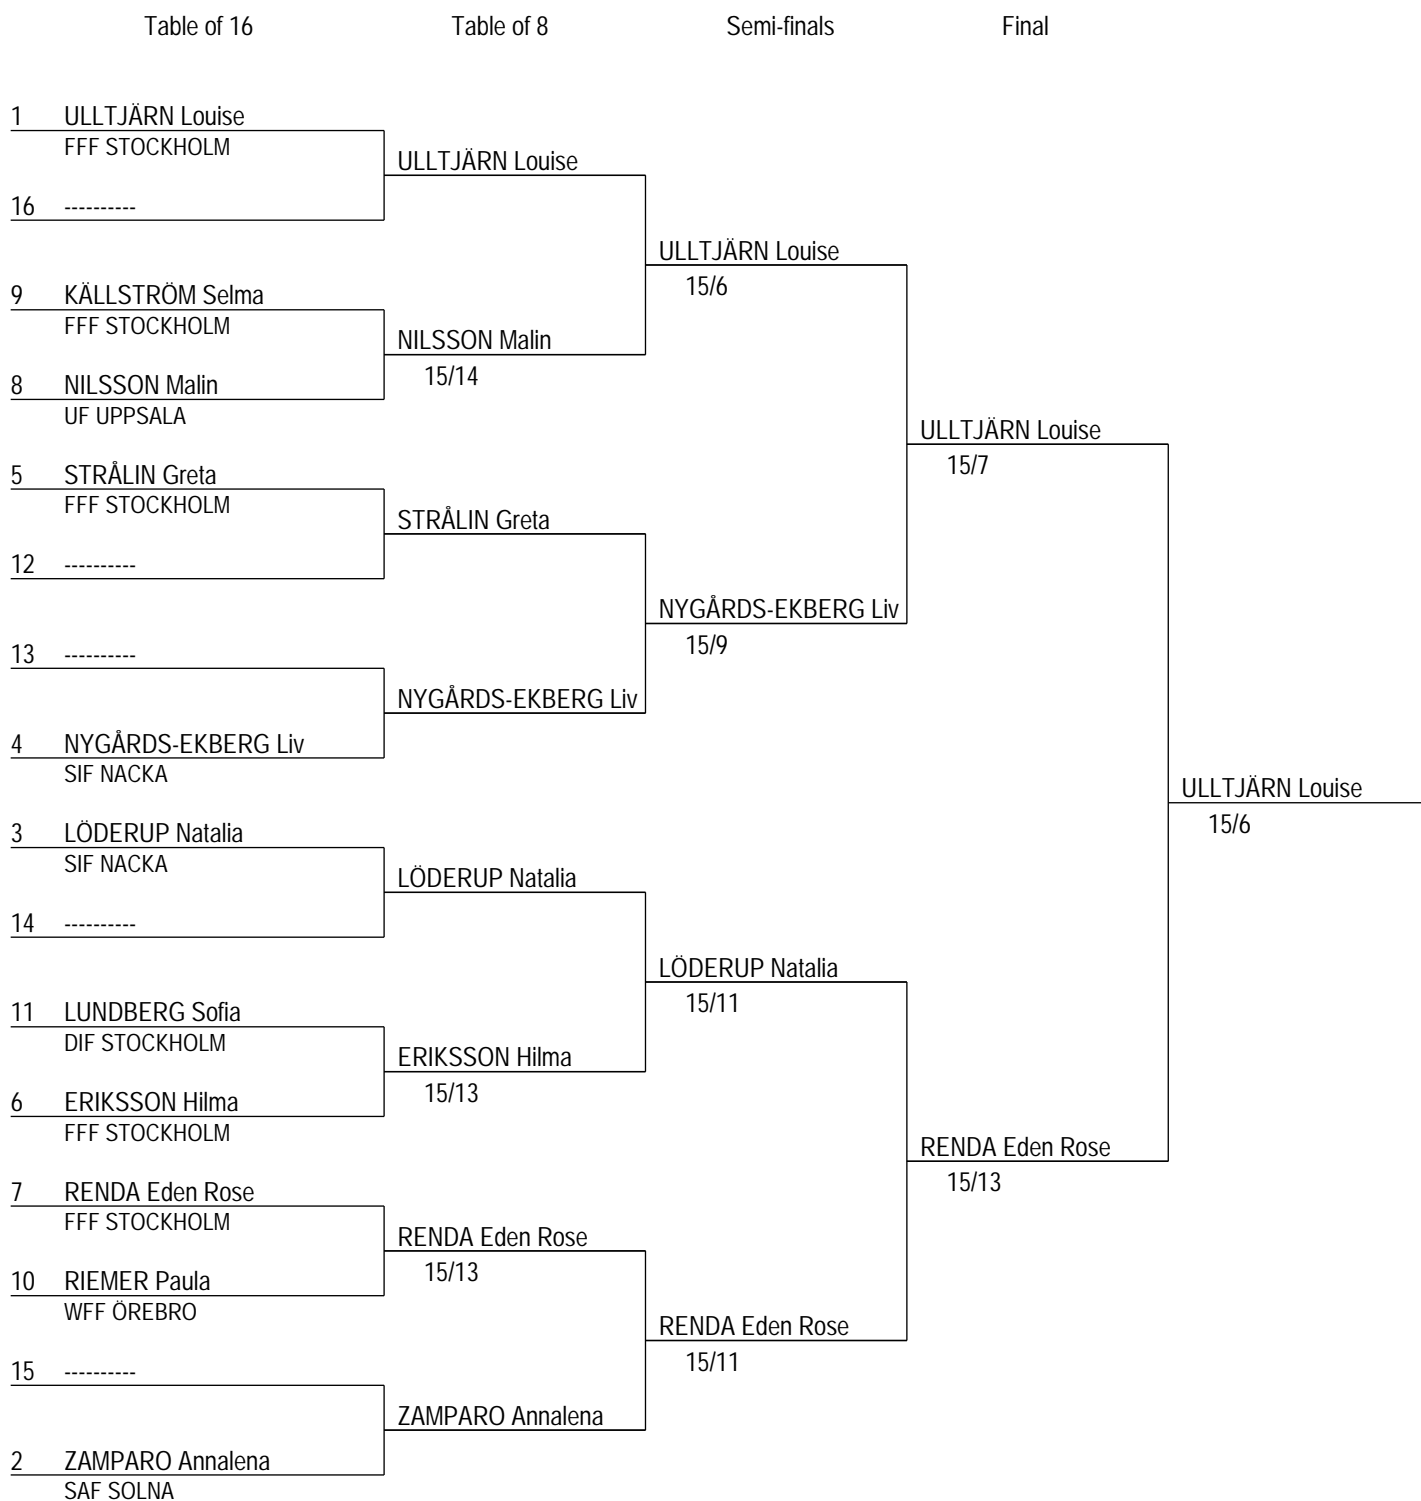 Table of 16 Table of 8 Semi-finals Final
1 ULLTJÄRN Louise
FFF STOCKHOLM
ULLTJÄRN Louise
16 ----------
ULLTJÄRN Louise
15/6
9 KÄLLSTRÖM Selma
FFF STOCKHOLM
NILSSON Malin
15/14
8 NILSSON Malin
UF UPPSALA
ULLTJÄRN Louise
15/7
5 STRÅLIN Greta
FFF STOCKHOLM
STRÅLIN Greta
12 ----------
NYGÅRDS-EKBERG Liv
15/9
13 ----------
NYGÅRDS-EKBERG Liv
4 NYGÅRDS-EKBERG Liv
SIF NACKA
ULLTJÄRN Louise
15/6
3 LÖDERUP Natalia
SIF NACKA
LÖDERUP Natalia
14 ----------
LÖDERUP Natalia
15/11
11 LUNDBERG Sofia
DIF STOCKHOLM
ERIKSSON Hilma
15/13
6 ERIKSSON Hilma
FFF STOCKHOLM
RENDA Eden Rose
15/13
7 RENDA Eden Rose
FFF STOCKHOLM
RENDA Eden Rose
15/13
10 RIEMER Paula
WFF ÖREBRO
RENDA Eden Rose
15/11
15 ----------
ZAMPARO Annalena
2 ZAMPARO Annalena
SAF SOLNA